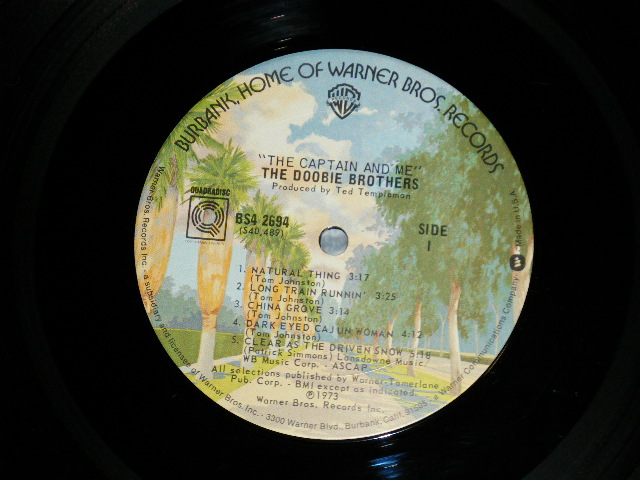 BURBANK, HOME OF WARNER BROS. RECORDS
"THE CAPTAIN AND ME"
THE DOOBIE BROTHERS
Produced by Ted Templeman
QUADRADISC
BS4 2694
(S40,489)
SIDE
1
1. NATURAL THING 3:17
(Tom Johnston)
2. LONG TRAIN RUNNIN' 3:25
(Tom Johnston)
3. CHINA GROVE 3:14
(Tom Johnston)
4. DARK EYED CAJUN WOMAN 4:12
(Tom Johnston)
5. CLEAR AS THE DRIVEN SNOW 5:18
(Patrick Simmons) Lansdowne Music
WB Music Corp. - ASCAP
All selections published by Warner-Tamerlane
Pub. Corp. - BMI except as indicated.
℗1973
Warner Bros. Records Inc.
Warner Bros. Records Inc. - a subsidiary and licensee of Warner Bros. Inc. - 3300 Warner Blvd., Burbank, Calif. 91505 - a Warner Communications Company
Made in U.S.A.